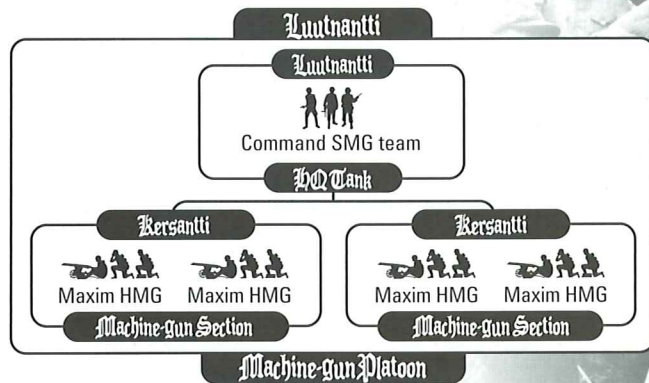 Luutnantti
Luutnantti
Command SMG team
HQ Tank
Kersantti
Kersantti
Maxim HMG Maxim HMG
Maxim HMG Maxim HMG
Machine-gun Section
Machine-gun Section
Machine-gun Platoon